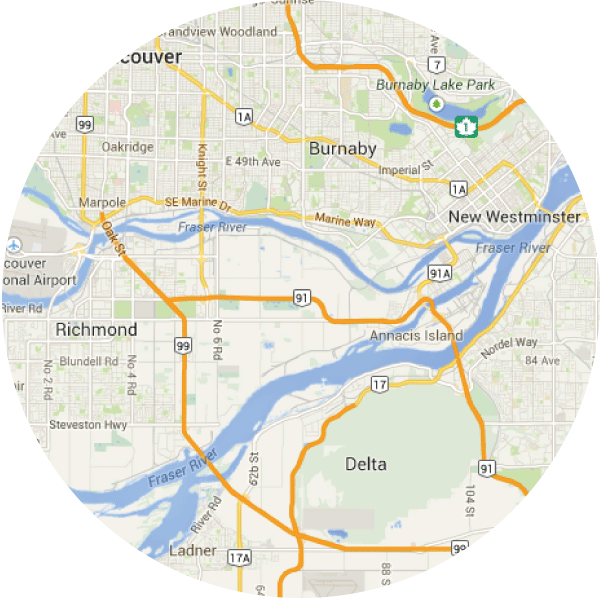 Sunrise
Grandview Woodland
couver
Ave
7
Burnaby Lake Park
1
99
1A
Ave
Oakridge
Knight St
E 49th Ave
Burnaby
Imperial St
1A
Marpole
SE Marine Dr
Marine Way
New Westminster
Oak St
Fraser River
Fraser River
couver
onal Airport
91A
River Rd
91
Richmond
99
No 6 Rd
Annacis Island
Nordel Way
Blundell Rd
84 Ave
No 2 Rd
No 4 Rd
17
Steveston Hwy
Fraser River
62b St
Delta
91
104 St
River Rd
Ladner
17A
99
88 S
64